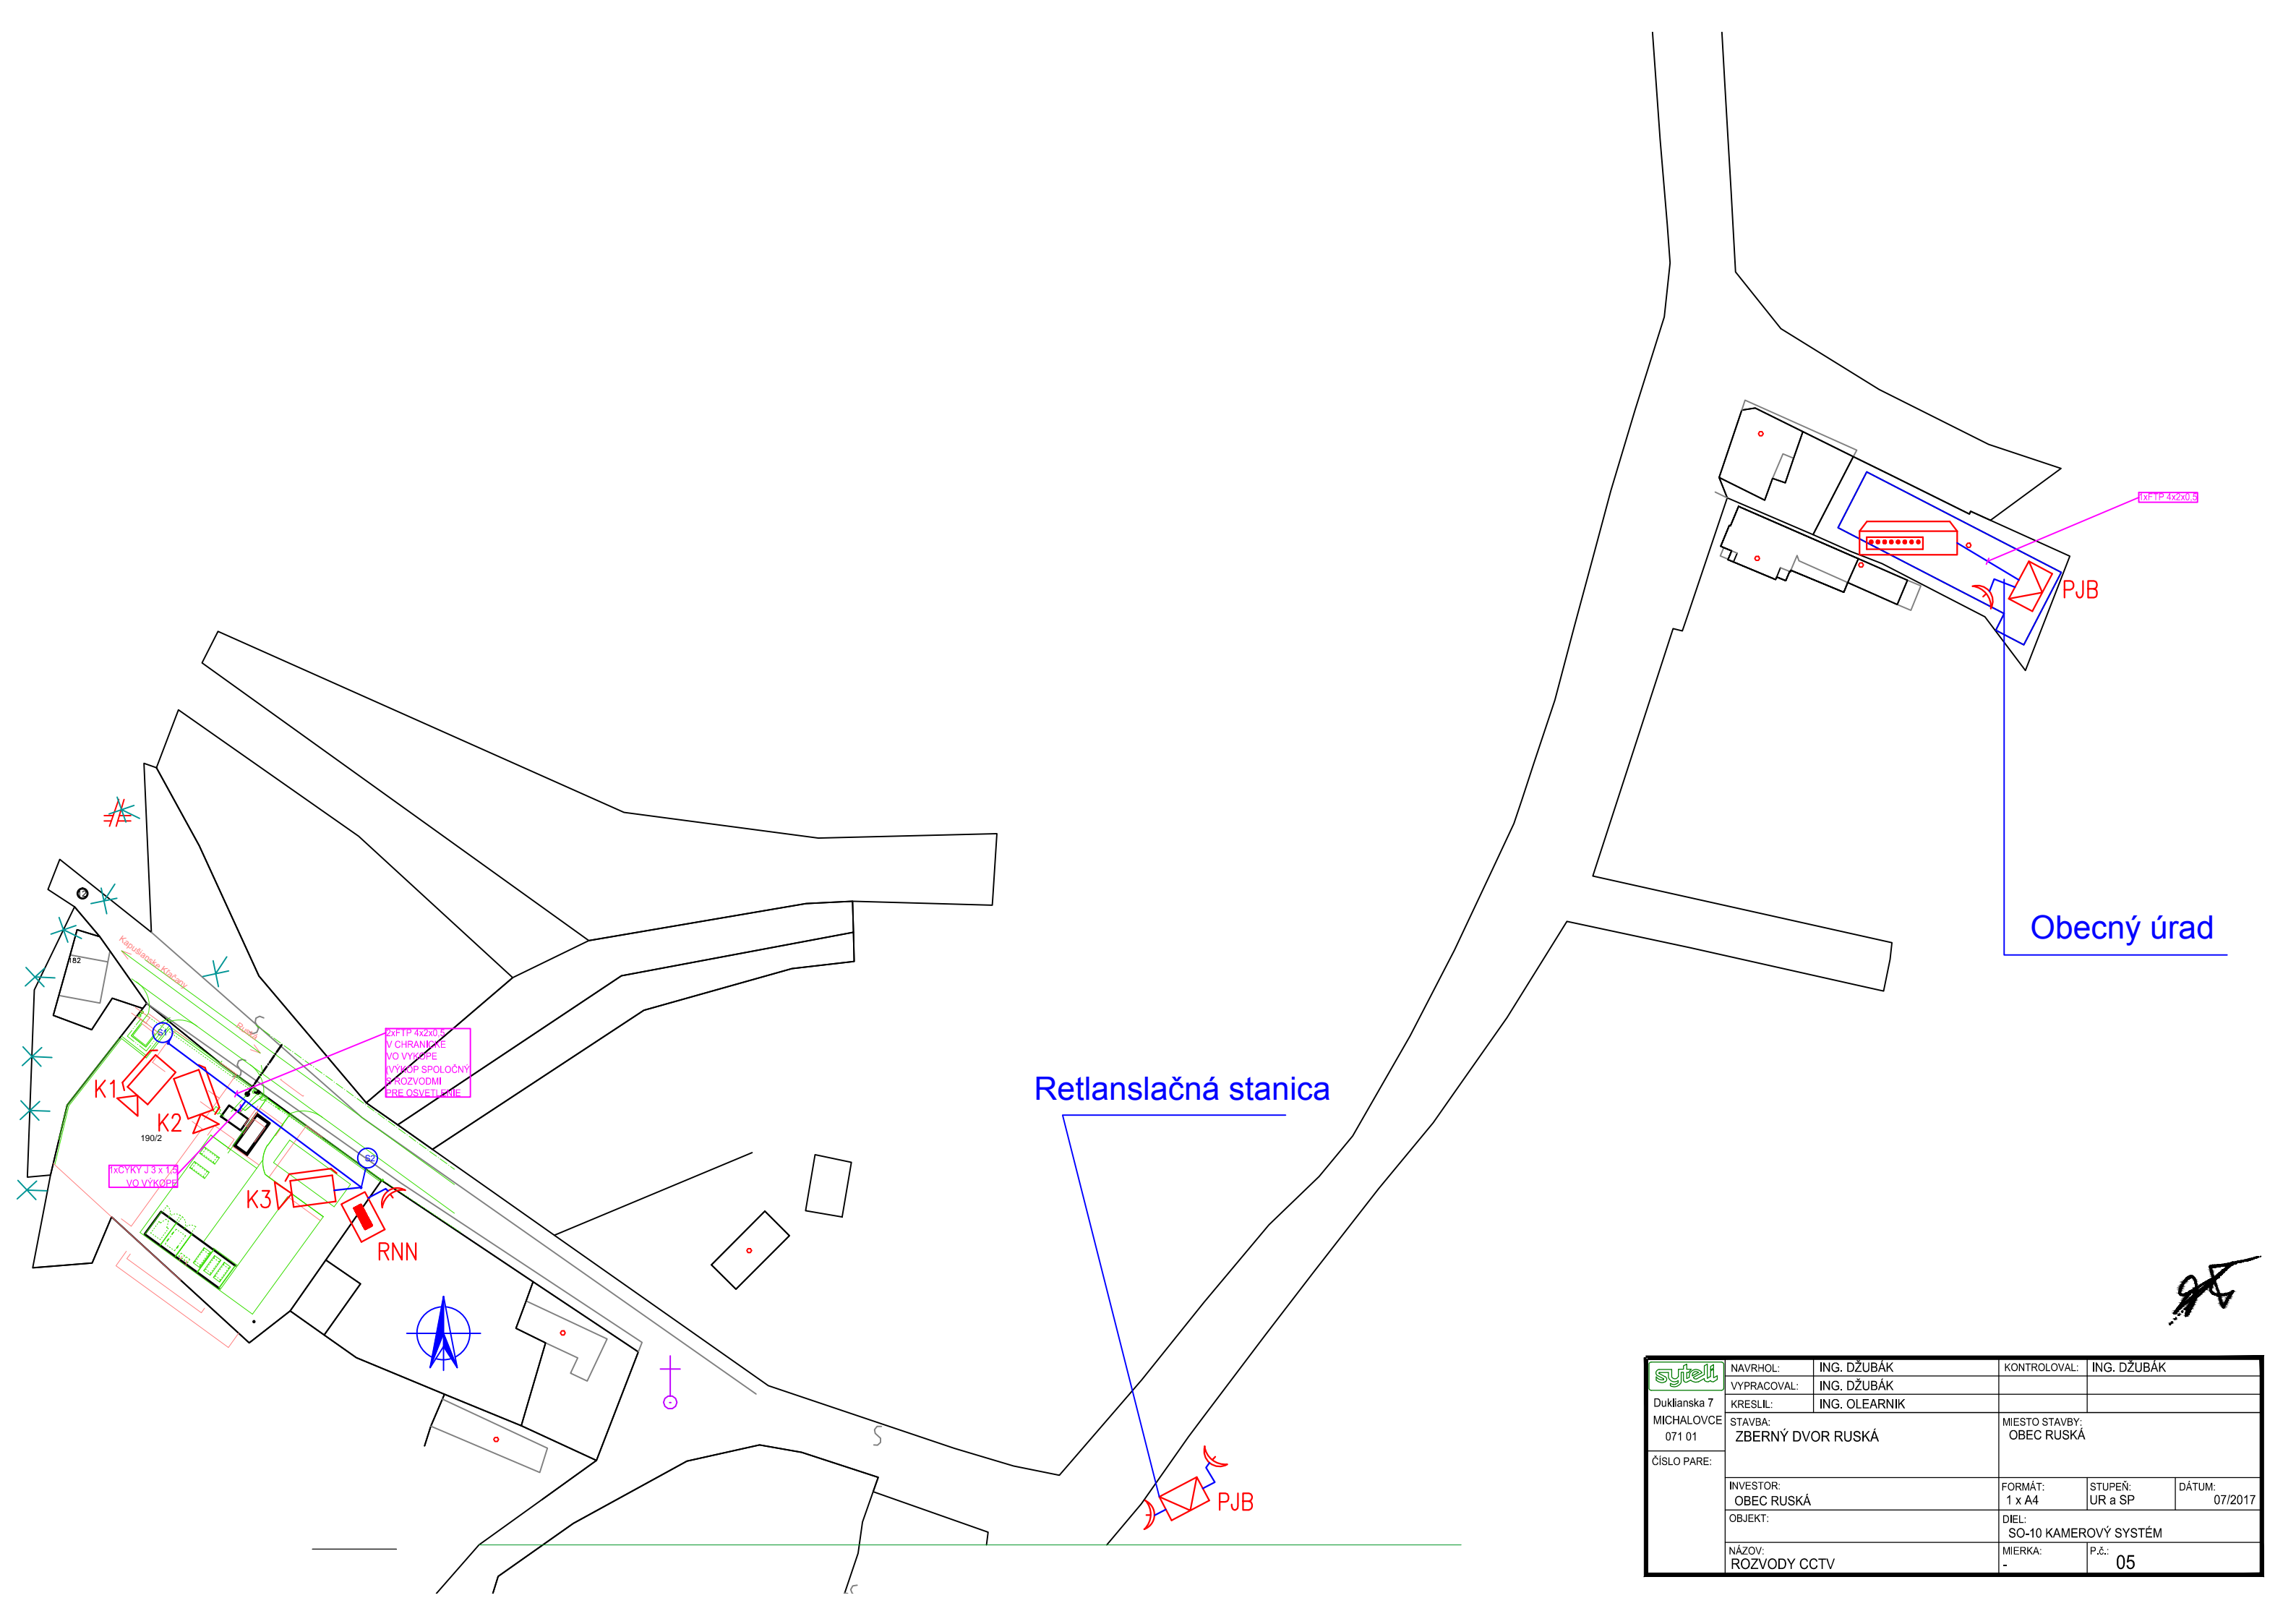 1xFTP 4x2x0,5
PJB
Obecný úrad
Kapušianske Kľačany
Ruská
182
S1
2xFTP 4x2x0,5
V CHRANIČKE
VO VÝKOPE
(VÝKOP SPOLOČNÝ
S ROZVODMI
PRE OSVETLENIE
K1
K2
190/2
1xCYKY J 3 x 1,5
VO VÝKOPE
S2
K3
RNN
Retlanslačná stanica
PJB
syteli
Duklianska 7
MICHALOVCE
071 01
ČÍSLO PARE:
NAVRHOL: ING. DŽUBÁK KONTROLOVAL: ING. DŽUBÁK
VYPRACOVAL: ING. DŽUBÁK
KRESLIL: ING. OLEARNIK
STAVBA: MIESTO STAVBY:
ZBERNÝ DVOR RUSKÁ OBEC RUSKÁ
INVESTOR: FORMÁT: STUPEŇ: DÁTUM:
OBEC RUSKÁ 1 x A4 UR a SP 07/2017
OBJEKT: DIEL:
SO-10 KAMEROVÝ SYSTÉM
NÁZOV: MIERKA: P.č.:
ROZVODY CCTV - 05